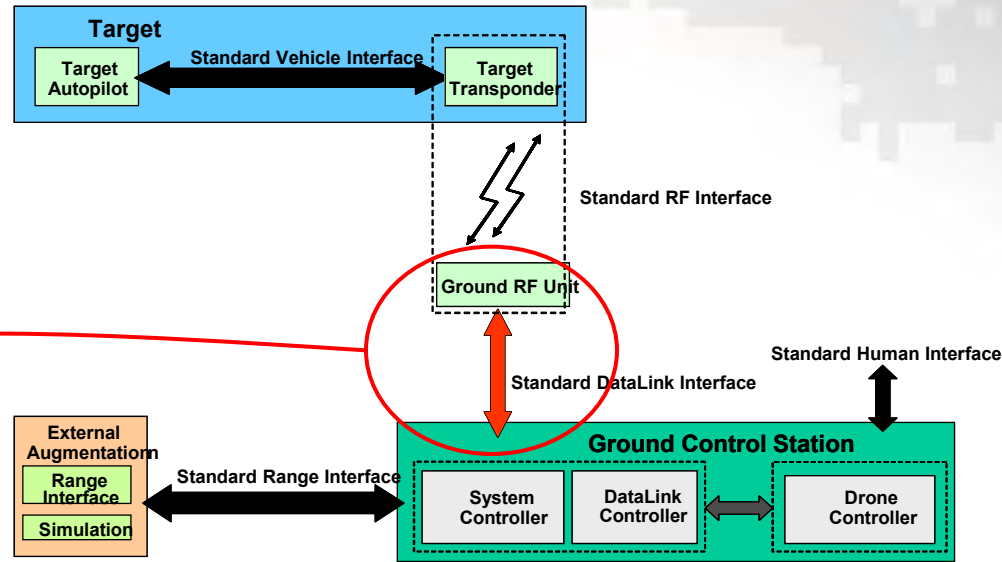 Target
Target
Autopilot
Standard Vehicle Interface
Target
Transponder
Standard RF Interface
Ground RF Unit
Standard DataLink Interface
Standard Human Interface
External
Augmentatiorn
Range
Interface
Simulation
Standard Range Interface
Ground Control Station
System
Controller
DataLink
Controller
Drone
Controller